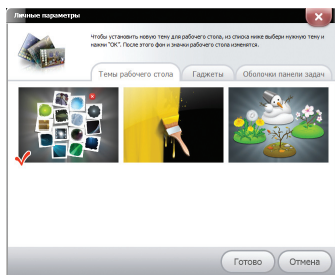 Личные параметры
Чтобы установить новую тему для рабочего стола, из списка ниже выбери нужную тему и
нажми "ОК". После этого фон и значки рабочего стола изменятся.
Темы рабочего стола
Гаджеты
Оболочки панели задач
Готово
Отмена